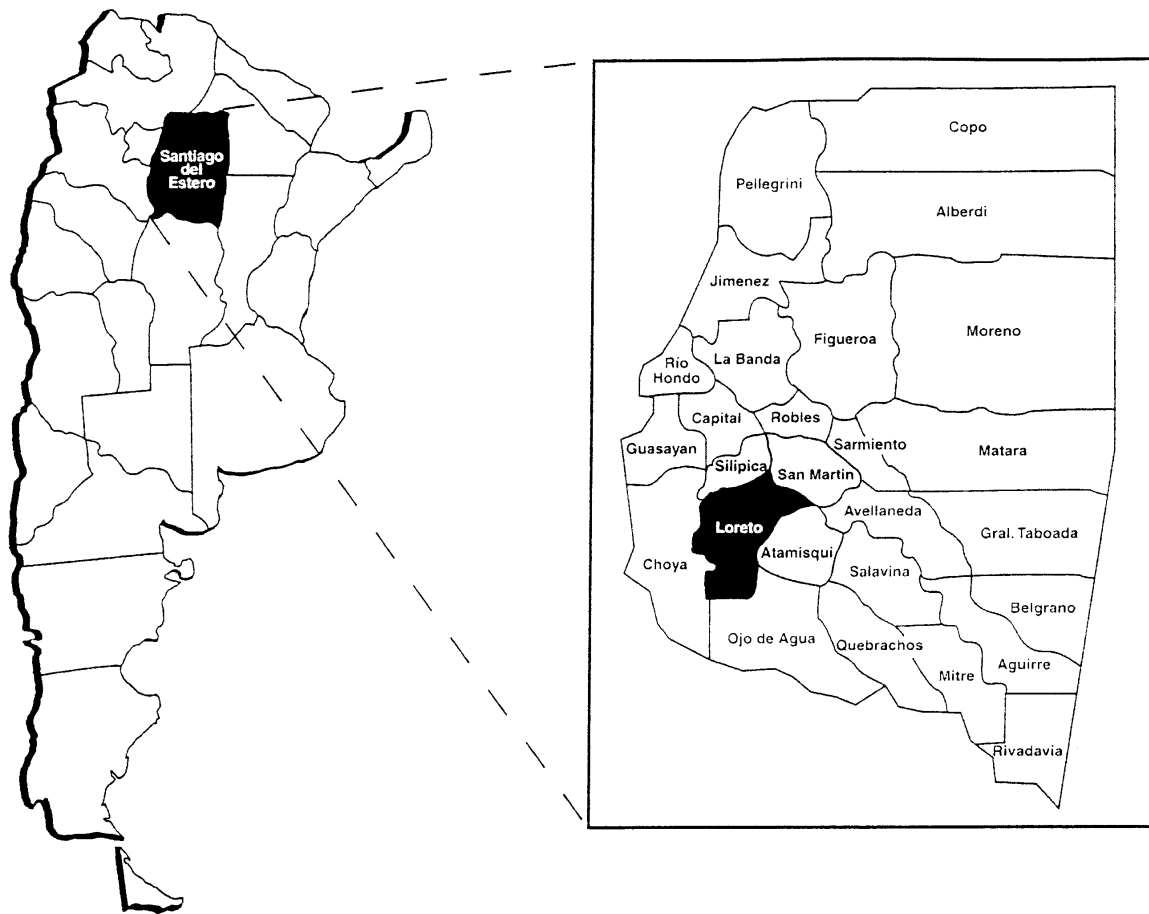 Santiago
del
Estero
Copo
Pellegrini
Alberdi
Jimenez
Figueroa
Moreno
La Banda
Río
Hondo
Capital
Robles
Sarmiento
Matara
Guasayan
Silipica
San Martin
Avellaneda
Loreto
Gral. Taboada
Atamisqui
Choya
Salavina
Belgrano
Ojo de Agua
Quebrachos
Aguirre
Mitre
Rivadavia